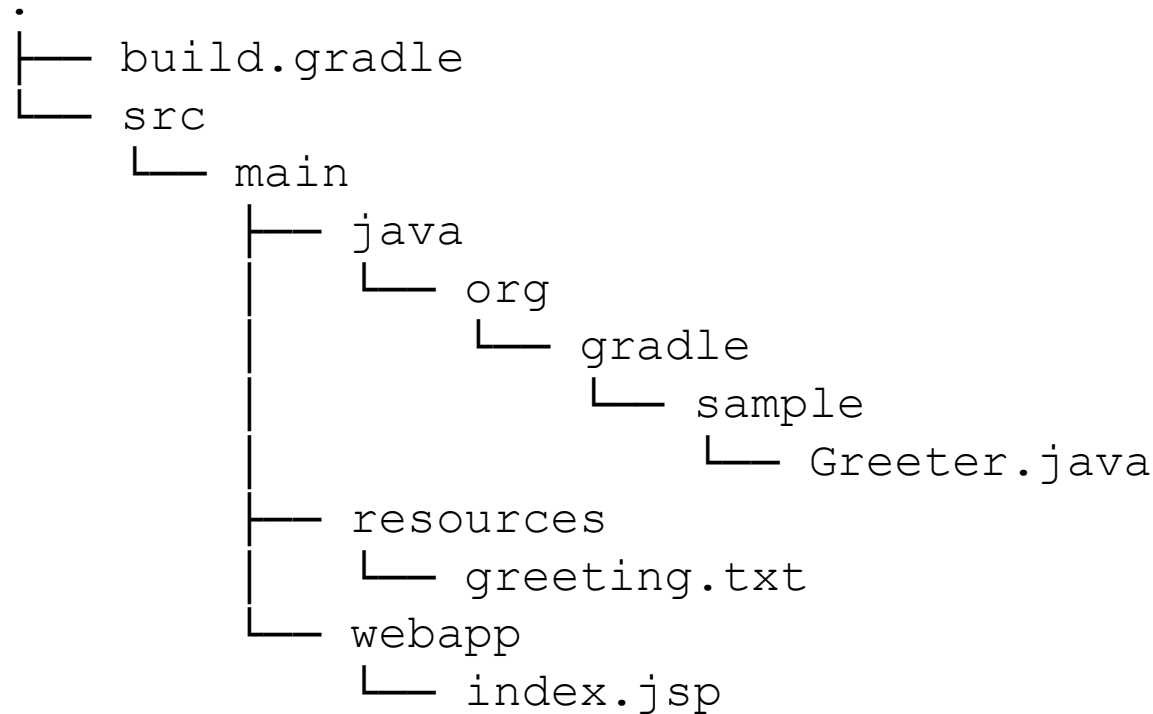 .
├── build.gradle
└── src
    └── main
        ├── java
        │   └── org
        │       └── gradle
        │           └── sample
        │               └── Greeter.java
        ├── resources
        │   └── greeting.txt
        └── webapp
            └── index.jsp